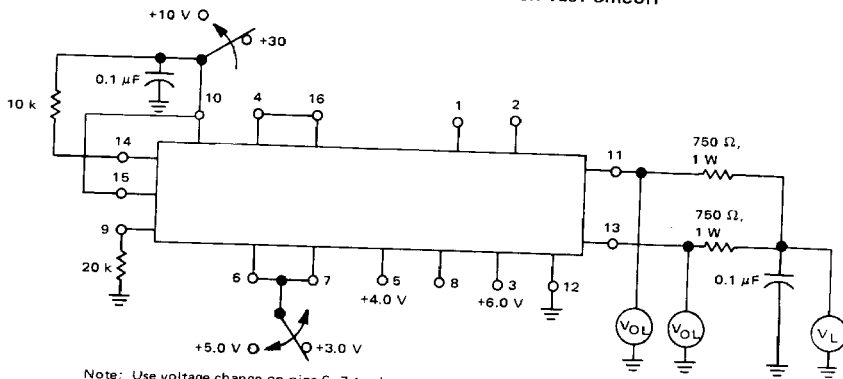 TEST CIRCUIT
+10 V
+30
0.1 µF
10
4
16
1
2
10 k
14
750 Ω,
1 W
11
15
750 Ω,
1 W
13
9
20 k
6
7
5
8
3
12
+4.0 V
+6.0 V
0.1 µF
VOL
VOL
VL
+5.0 V
+3.0 V
Note: Use voltage change on pins 6, 7